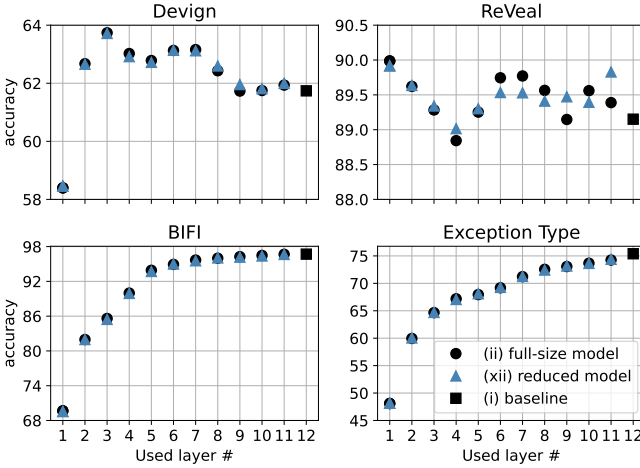 Devign
ReVeal
64
62
60
58
accuracy
90.5
90.0
89.5
89.0
88.5
88.0
BIFI
Exception Type
98
92
86
80
74
68
accuracy
75
70
65
60
55
50
45
(ii) full-size model
(xii) reduced model
(i) baseline
1 2 3 4 5 6 7 8 9 10 11 12
1 2 3 4 5 6 7 8 9 10 11 12
Used layer #
Used layer #